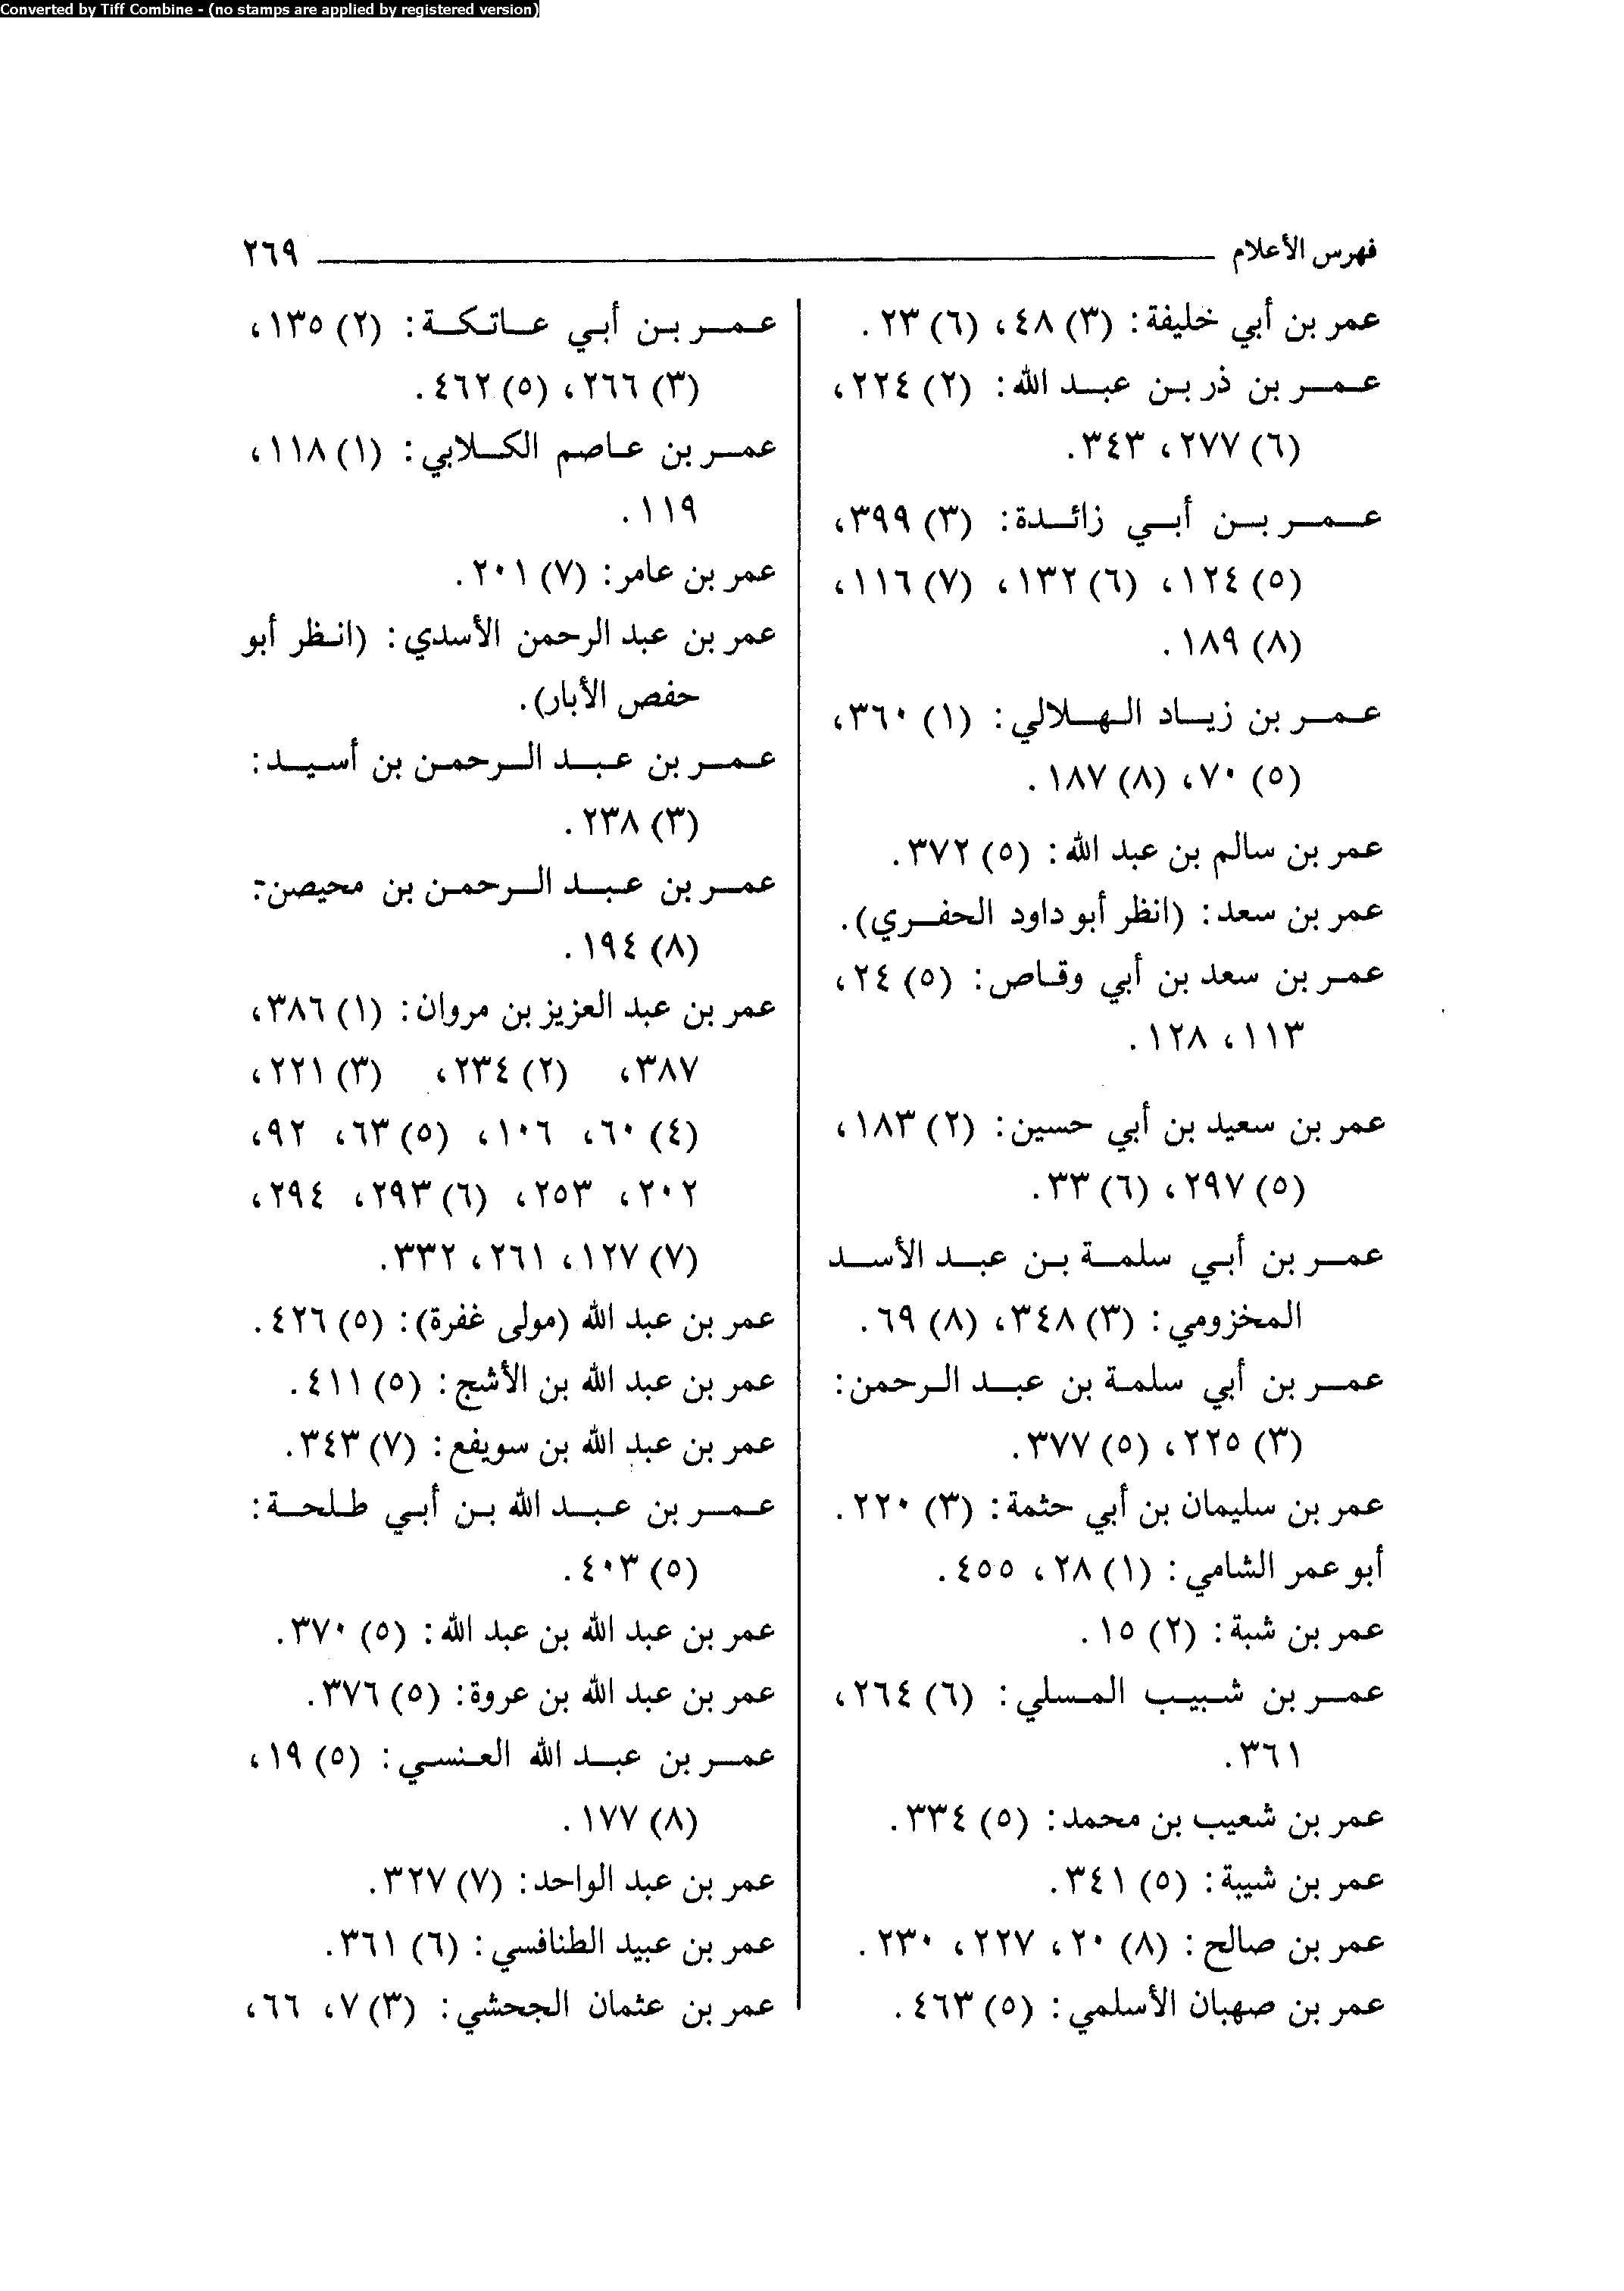 Converted by Tiff Combine - (no stamps are applied by registered version)
فهرس الأعلام ٢٦٩
عمر بن أبي خليفة: (٣) ٤٨، (٦) ٢٣.
عمر بن ذر بن عبد الله: (٢) ٢٢٤،
(٦) ٢٧٧، ٣٤٣.
عمر بن أبي زائدة: (٣) ٣٩٩،
(٥) ١٢٤، (٦) ١٣٢، (٧) ١١٦،
(٨) ١٨٩.
عمر بن زياد الهلالي: (١) ٣٦٠،
(٥) ٧٠، (٨) ١٨٧.
عمر بن سالم بن عبد الله: (٥) ٣٧٢.
عمر بن سعد: (انظر أبو داود الحفري).
عمر بن سعد بن أبي وقاص: (٥) ٢٤،
١١٣، ١٢٨.
عمر بن سعيد بن أبي حسين: (٢) ١٨٣،
(٥) ٢٩٧، (٦) ٣٣.
عمر بن أبي سلمة بن عبد الأسد
المخزومي: (٣) ٣٤٨، (٨) ٦٩.
عمر بن أبي سلمة بن عبد الرحمن:
(٣) ٢٢٥، (٥) ٣٧٧.
عمر بن سليمان بن أبي حثمة: (٣) ٢٢٠.
أبو عمر الشامي: (١) ٢٨، ٤٥٥.
عمر بن شبة: (٢) ١٥.
عمر بن شبيب المسلي: (٦) ٢٦٤،
٣٦١.
عمر بن شعيب بن محمد: (٥) ٣٣٤.
عمر بن شيبة: (٥) ٣٤١.
عمر بن صالح: (٨) ٢٠، ٢٢٧، ٢٣٠.
عمر بن صهبان الأسلمي: (٥) ٤٦٣.
عمر بن أبي عاتكة: (٢) ١٣٥،
(٣) ٢٦٦، (٥) ٤٦٢.
عمر بن عاصم الكلابي: (١) ١١٨،
١١٩.
عمر بن عامر: (٧) ٢٠١.
عمر بن عبد الرحمن الأسدي: (انظر أبو
حفص الأبار).
عمر بن عبد الرحمن بن أسيد:
(٣) ٢٣٨.
عمر بن عبد الرحمن بن محيصن:
(٨) ١٩٤.
عمر بن عبد العزيز بن مروان: (١) ٣٨٦،
٣٨٧، (٢) ٢٣٤، (٣) ٢٢١،
(٤) ٦٠، ١٠٦، (٥) ٦٣، ٩٢،
٢٠٢، ٢٥٣، (٦) ٢٩٣، ٢٩٤،
(٧) ١٢٧، ٢٦١، ٣٣٢.
عمر بن عبد الله (مولى غفرة): (٥) ٤٢٦.
عمر بن عبد الله بن الأشج: (٥) ٤١١.
عمر بن عبد الله بن سويفع: (٧) ٣٤٣.
عمر بن عبد الله بن أبي طلحة:
(٥) ٤٠٣.
عمر بن عبد الله بن عبد الله: (٥) ٣٧٠.
عمر بن عبد الله بن عروة: (٥) ٣٧٦.
عمر بن عبد الله العنسي: (٥) ١٩،
(٨) ١٧٧.
عمر بن عبد الواحد: (٧) ٣٢٧.
عمر بن عبيد الطنافسي: (٦) ٣٦١.
عمر بن عثمان الجحشي: (٣) ٧، ٦٦،